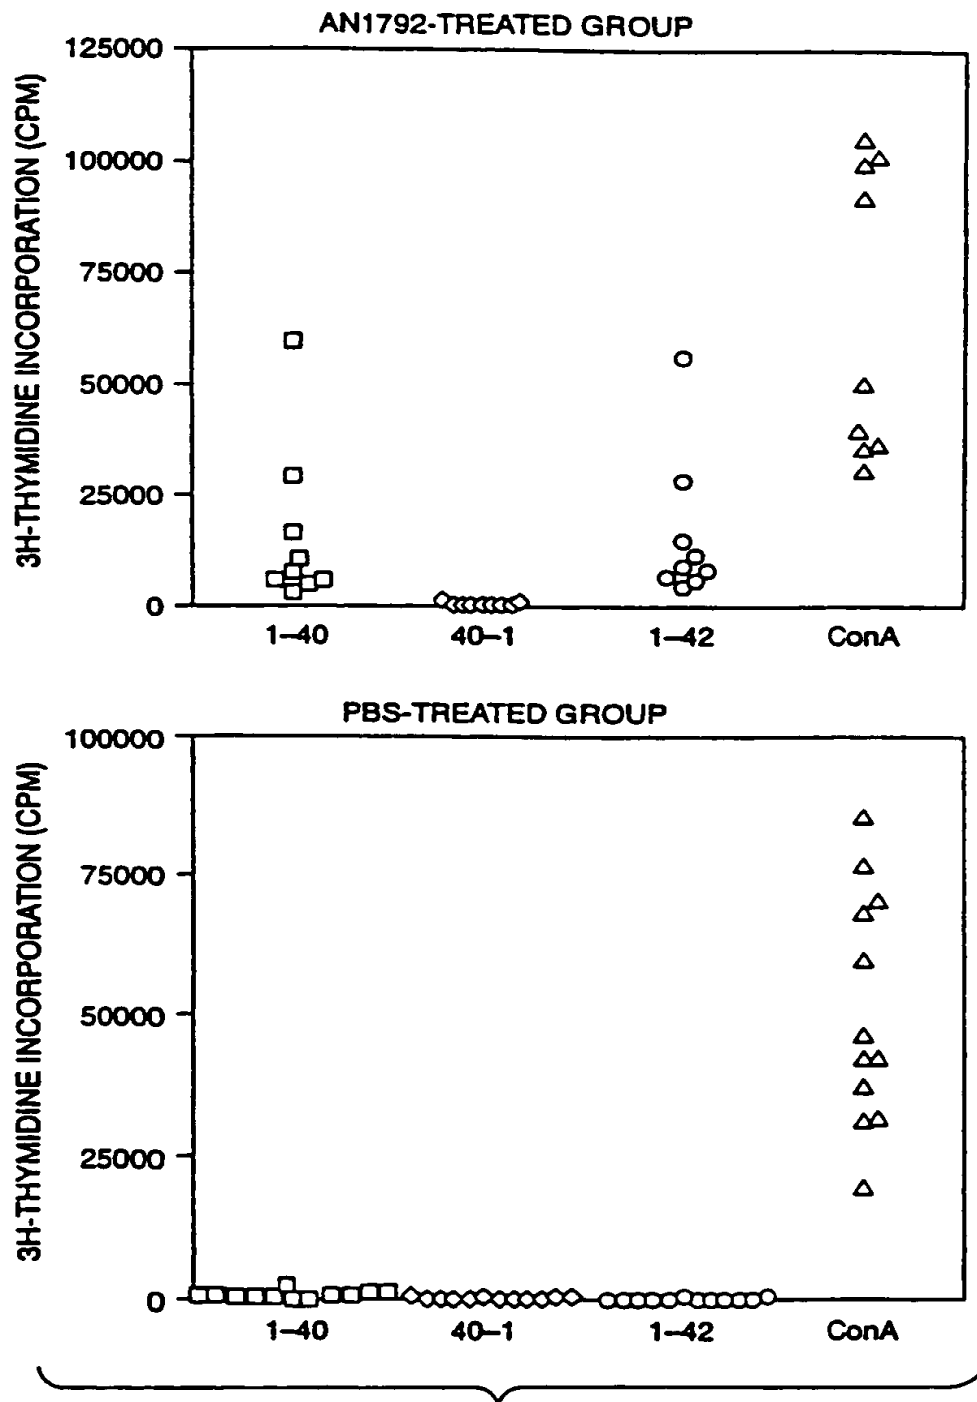 AN1792-TREATED GROUP
3H-THYMIDINE INCORPORATION (CPM)
125000
100000
75000
50000
25000
0
1–40
40–1
1–42
ConA
PBS-TREATED GROUP
3H-THYMIDINE INCORPORATION (CPM)
100000
75000
50000
25000
0
1–40
40–1
1–42
ConA